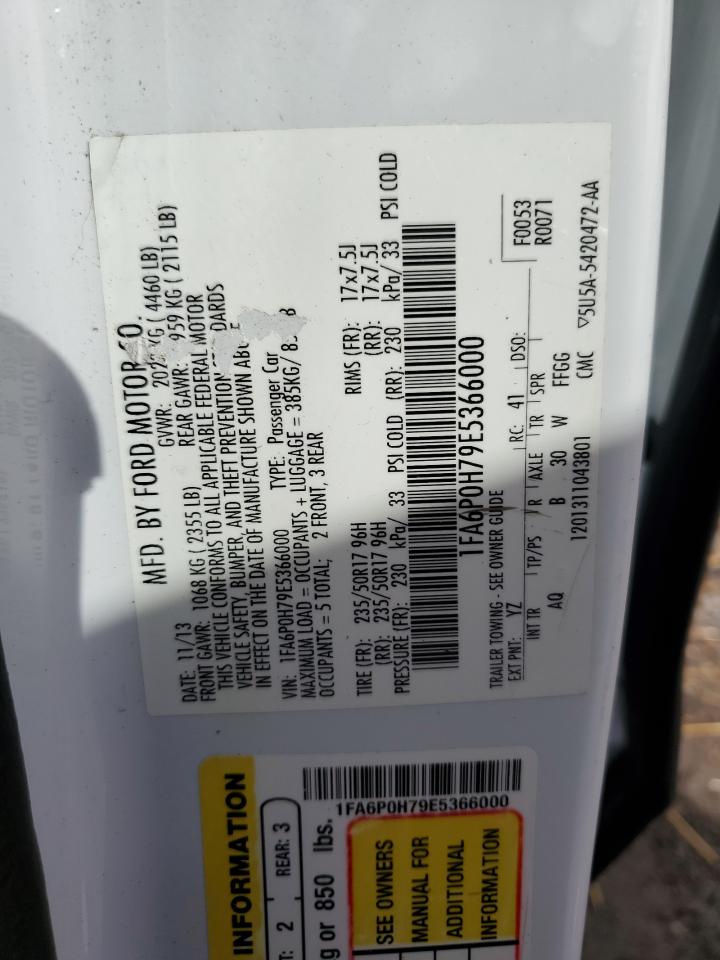 MFD. BY FORD MOTOR CO.
DATE: 11/13 GVWR: KG ( 4460 LB)
FRONT GAWR: 1068 KG ( 2355 LB) REAR GAWR: 959 KG ( 2115 LB)
THIS VEHICLE CONFORMS TO ALL APPLICABLE FEDERAL MOTOR
VEHICLE SAFETY, BUMPER, AND THEFT PREVENTION DARDS
IN EFFECT ON THE DATE OF MANUFACTURE SHOWN
VIN: 1FA6P0H79E5366000 TYPE: Passenger Car
MAXIMUM LOAD = OCCUPANTS + LUGGAGE = 385KG/
OCCUPANTS = 5 TOTAL; 2 FRONT, 3 REAR
TIRE (FR): 235/50R17 96H RIMS (FR): 17x7.5J
(RR): 235/50R17 96H (RR): 17x7.5J
PRESSURE (FR): 230 kPa/ 33 PSI COLD (RR): 230 kPa/ 33 PSI COLD
1FA6P0H79E5366000
TRAILER TOWING - SEE OWNER GUIDE F0053
EXT PNT: YZ RC: 41 DSO: R0071
INT TR TP/PS R AXLE TR SPR
AQ B 30 W FFGG
1201311043801 CMC ▽5U5A-5420472-AA
INFORMATION
2 REAR: 3
1FA6P0H79E5366000
g or 850 lbs.
SEE OWNERS
MANUAL FOR
ADDITIONAL
INFORMATION